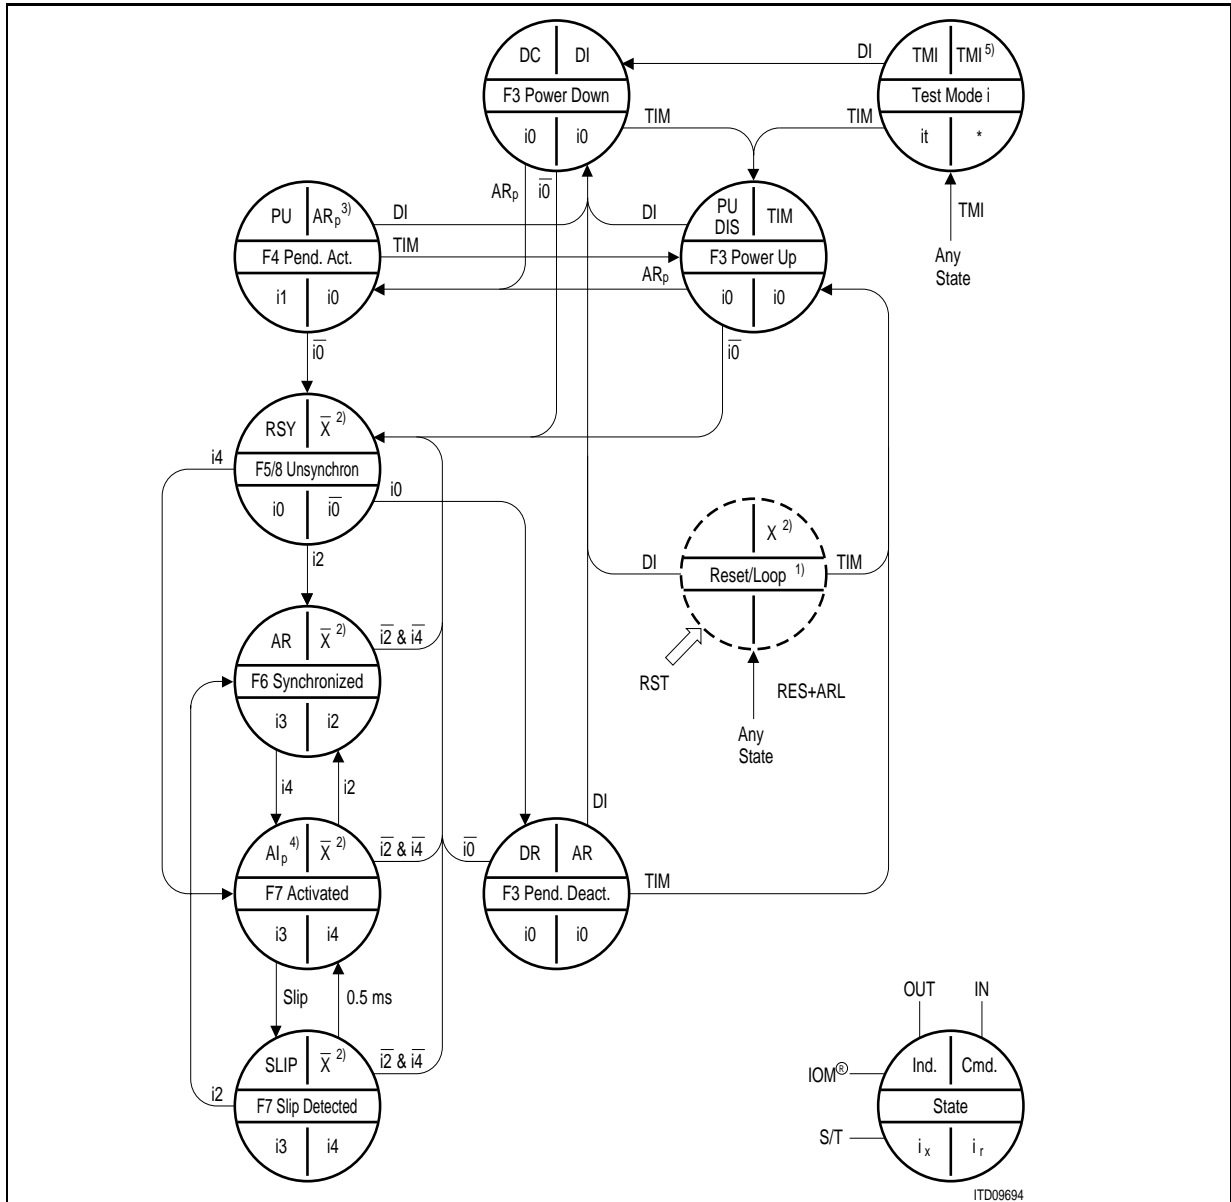 DC DI
F3 Power Down
i0 i0
DI
TMI TMI 5)
Test Mode i
it *
TIM
TIM
TMI
Any
State
ARp i0
PU ARp 3)
F4 Pend. Act.
i1 i0
DI
TIM
DI
ARp
PU
DIS
TIM
F3 Power Up
i0 i0
i0
i0
RSY X 2)
F5/8 Unsynchron
i0 i0
i4
i0
i2
X 2)
Reset/Loop 1)
DI
TIM
RST
RES+ARL
Any
State
AR X 2)
F6 Synchronized
i3 i2
i2 & i4
i4
i2
AIp 4) X 2)
F7 Activated
i3 i4
i2 & i4
i0
DI
DR AR
F3 Pend. Deact.
i0 i0
TIM
Slip
0.5 ms
SLIP X 2)
F7 Slip Detected
i3 i4
i2 & i4
i2
OUT IN
IOM®
Ind. Cmd.
State
S/T
ix ir
ITD09694